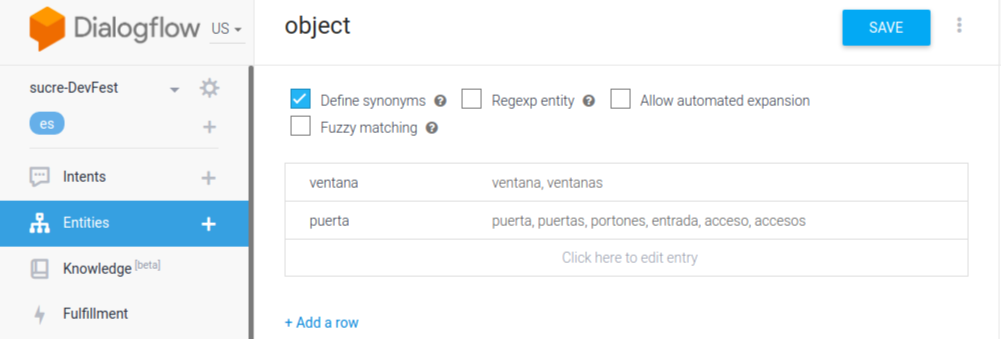 Dialogflow US
object
SAVE
sucre-DevFest
es
Define synonyms
Regexp entity
Allow automated expansion
Fuzzy matching
Intents
Entities
Knowledge [beta]
Fulfillment
ventana ventana, ventanas
puerta puerta, puertas, portones, entrada, acceso, accesos
Click here to edit entry
+ Add a row